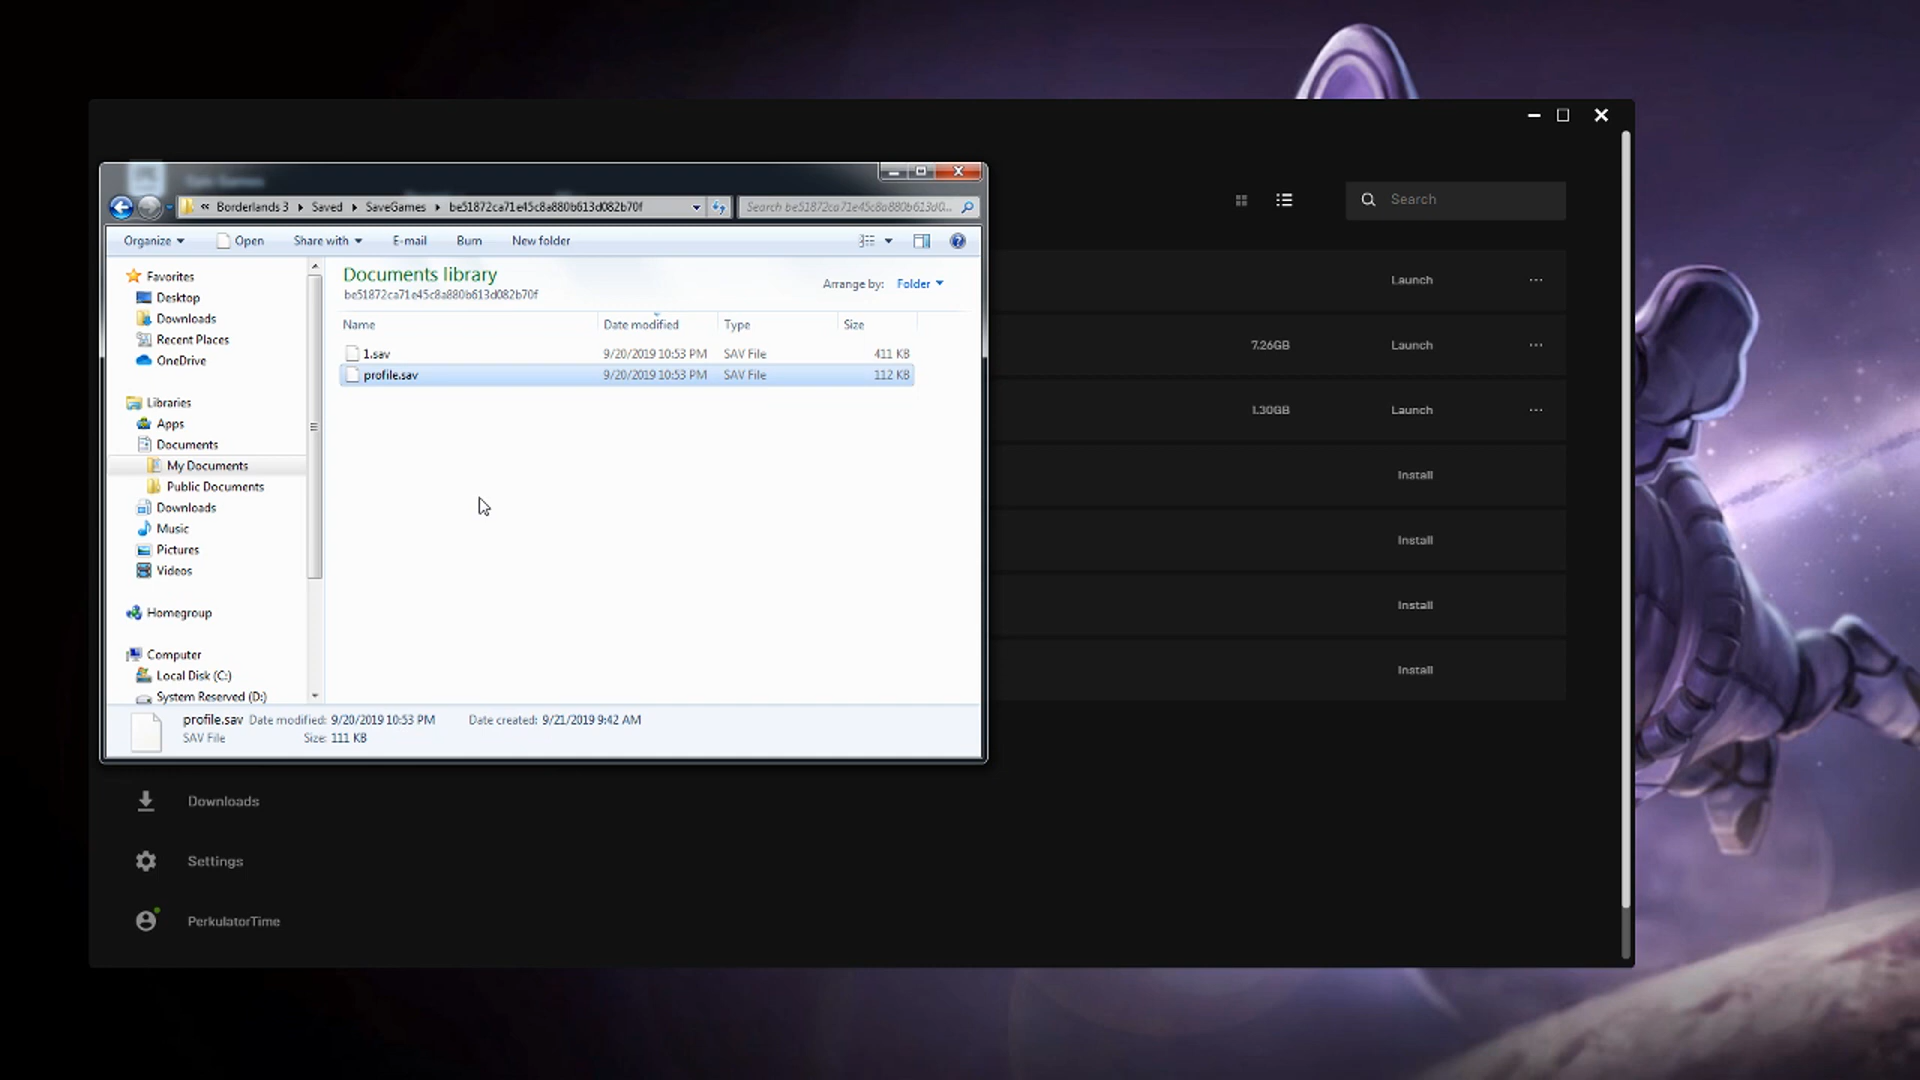 Epic Games
« Borderlands 3 ▸ Saved ▸ SaveGames ▸ be51872ca71e45c8a880b613d082b70f
Search be51872ca71e45c8a880b613d0...
Organize Open Share with E-mail Burn New folder
Documents library
be51872ca71e45c8a880b613d082b70f
Arrange by: Folder
Name Date modified Type Size
1.sav 9/20/2019 10:53 PM SAV File 411 KB
profile.sav 9/20/2019 10:53 PM SAV File 112 KB
Favorites
Desktop
Downloads
Recent Places
OneDrive
Libraries
Apps
Documents
My Documents
Public Documents
Downloads
Music
Pictures
Videos
Homegroup
Computer
Local Disk (C:)
System Reserved (D:)
profile.sav Date modified: 9/20/2019 10:53 PM Date created: 9/21/2019 9:42 AM
SAV File Size: 111 KB
Search
Launch ...
7.26GB Launch ...
1.30GB Launch ...
Install
Install
Install
Install
Downloads
Settings
PerkulatorTime